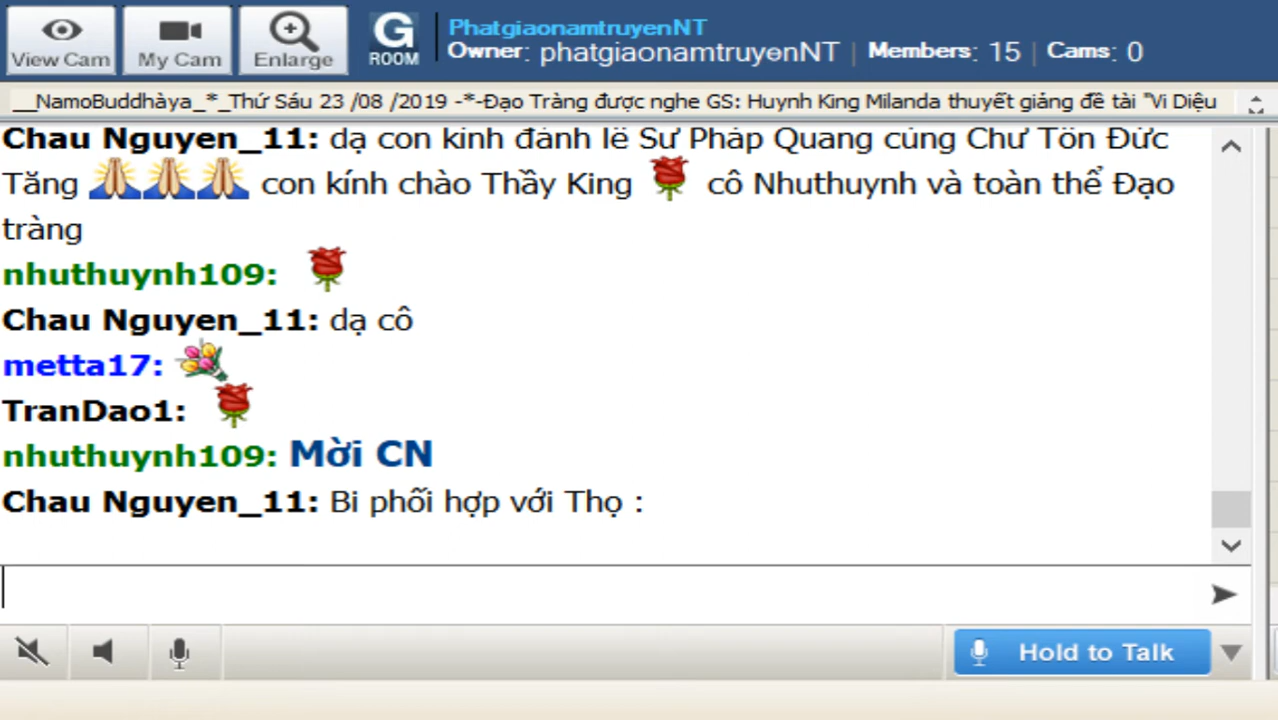 PhatgiaonamtruyenNT
View Cam My Cam Enlarge G ROOM Owner: phatgiaonamtruyenNT | Members: 15 | Cams: 0
__NamoBuddhàya_*_Thứ Sáu 23 /08 /2019 -*-Đạo Tràng được nghe GS: Huynh King Milanda thuyết giảng đề tài "Vi Diệu
Chau Nguyen_11: dạ con kính đảnh lễ Sư Pháp Quang cùng Chư Tôn Đức
Tăng 🙏🙏🙏 con kính chào Thầy King 🌹 cô Nhuthuynh và toàn thể Đạo
tràng
nhuthuynh109: 🌹
Chau Nguyen_11: dạ cô
metta17: 💐
TranDao1: 🌹
nhuthuynh109: Mời CN
Chau Nguyen_11: Bi phối hợp với Thọ :
Hold to Talk